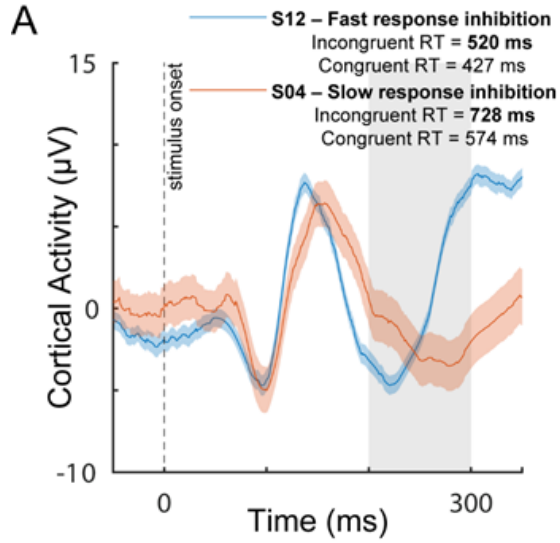 A
S12 – Fast response inhibition
Incongruent RT = 520 ms
Congruent RT = 427 ms
S04 – Slow response inhibition
Incongruent RT = 728 ms
Congruent RT = 574 ms
stimulus onset
Cortical Activity (µV)
15
0
-10
0
300
Time (ms)